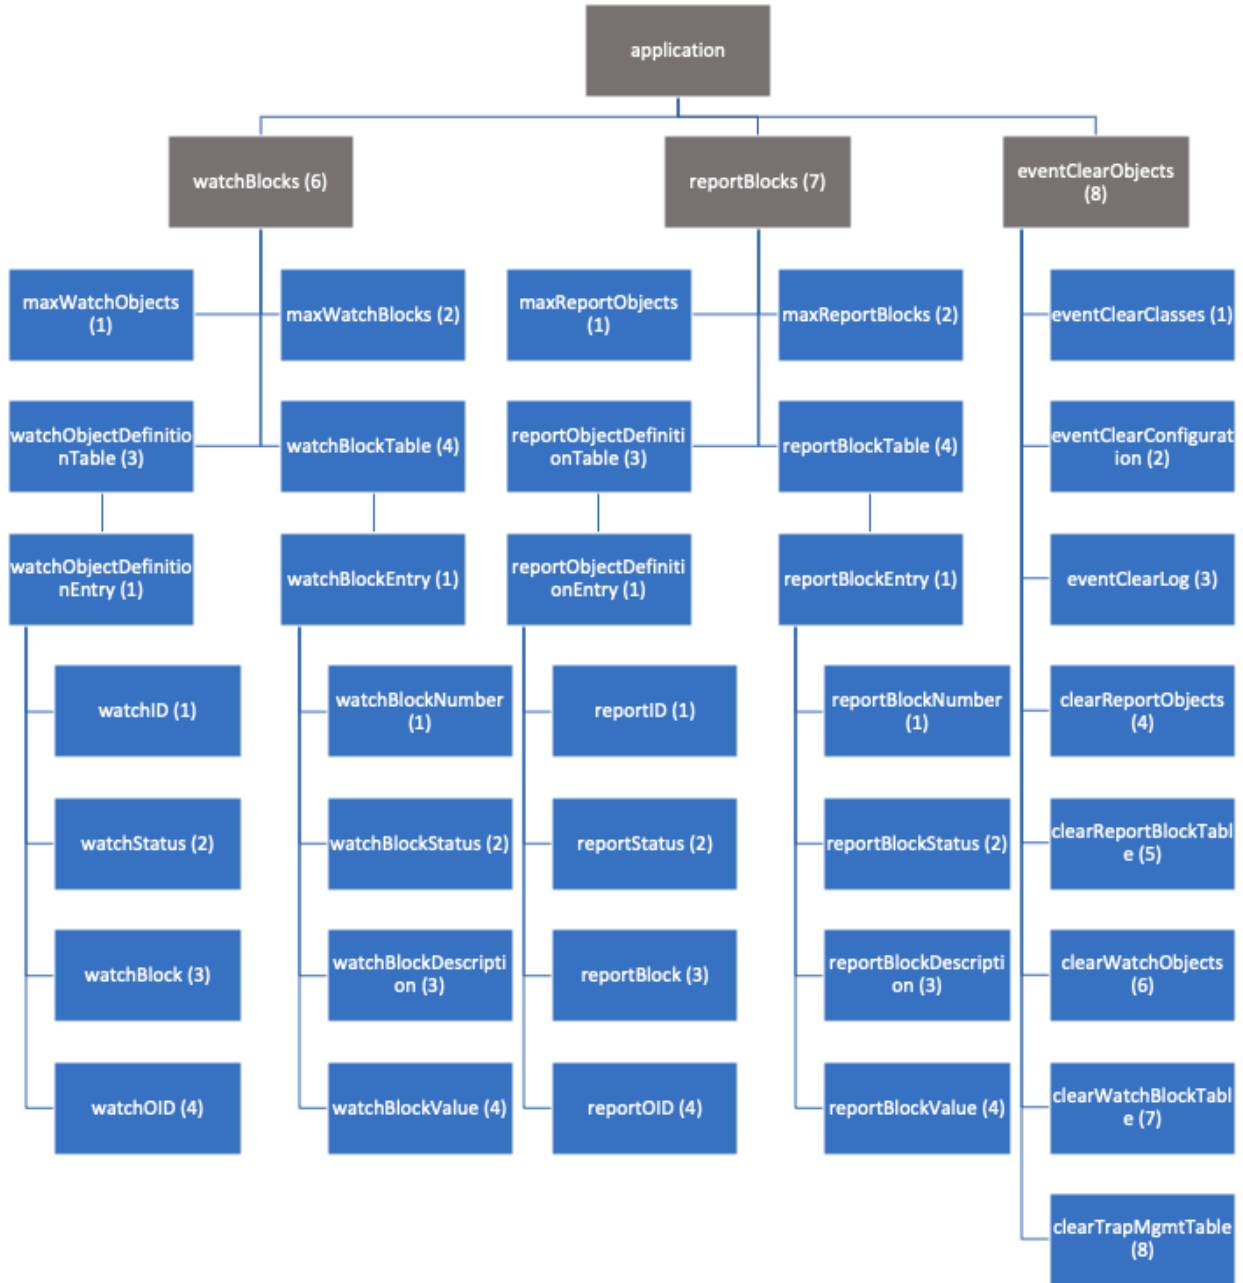 application
watchBlocks (6)
reportBlocks (7)
eventClearObjects
(8)
maxWatchObjects
(1)
maxWatchBlocks (2)
maxReportObjects
(1)
maxReportBlocks (2)
eventClearClasses (1)
watchObjectDefinitio
nTable (3)
watchBlockTable (4)
reportObjectDefiniti
onTable (3)
reportBlockTable (4)
eventClearConfigurat
ion (2)
watchObjectDefinitio
nEntry (1)
watchBlockEntry (1)
reportObjectDefiniti
onEntry (1)
reportBlockEntry (1)
eventClearLog (3)
watchID (1)
watchBlockNumber
(1)
reportID (1)
reportBlockNumber
(1)
clearReportObjects
(4)
watchStatus (2)
watchBlockStatus (2)
reportStatus (2)
reportBlockStatus (2)
clearReportBlockTabl
e (5)
watchBlock (3)
watchBlockDescripti
on (3)
reportBlock (3)
reportBlockDescripti
on (3)
clearWatchObjects
(6)
watchOID (4)
watchBlockValue (4)
reportOID (4)
reportBlockValue (4)
clearWatchBlockTabl
e (7)
clearTrapMgmtTable
(8)